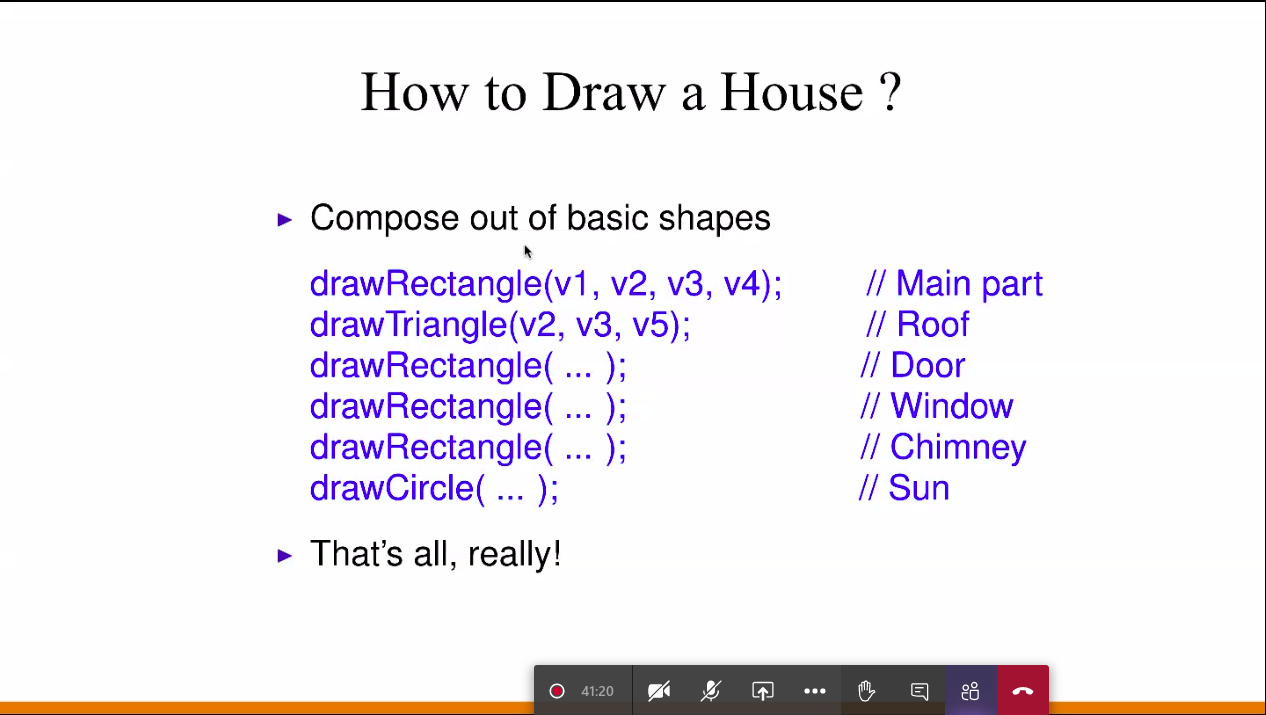 How to Draw a House ?
Compose out of basic shapes
drawRectangle(v1, v2, v3, v4); // Main part
drawTriangle(v2, v3, v5); // Roof
drawRectangle( ... ); // Door
drawRectangle( ... ); // Window
drawRectangle( ... ); // Chimney
drawCircle( ... ); // Sun
That’s all, really!
41:20